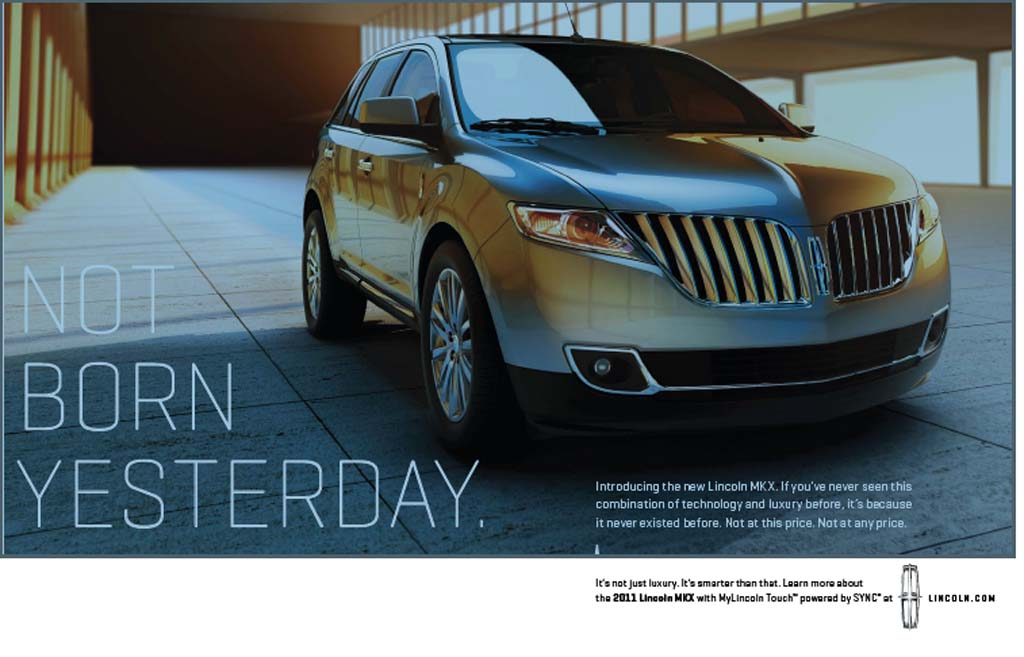 NOT
BORN
YESTERDAY.
Introducing the new Lincoln MKX. If you've never seen this
combination of technology and luxury before, it's because
it never existed before. Not at this price. Not at any price.
It's not just luxury. It's smarter than that. Learn more about
the 2011 Lincoln MKX with MyLincoln Touch™ powered by SYNC® at
LINCOLN.COM